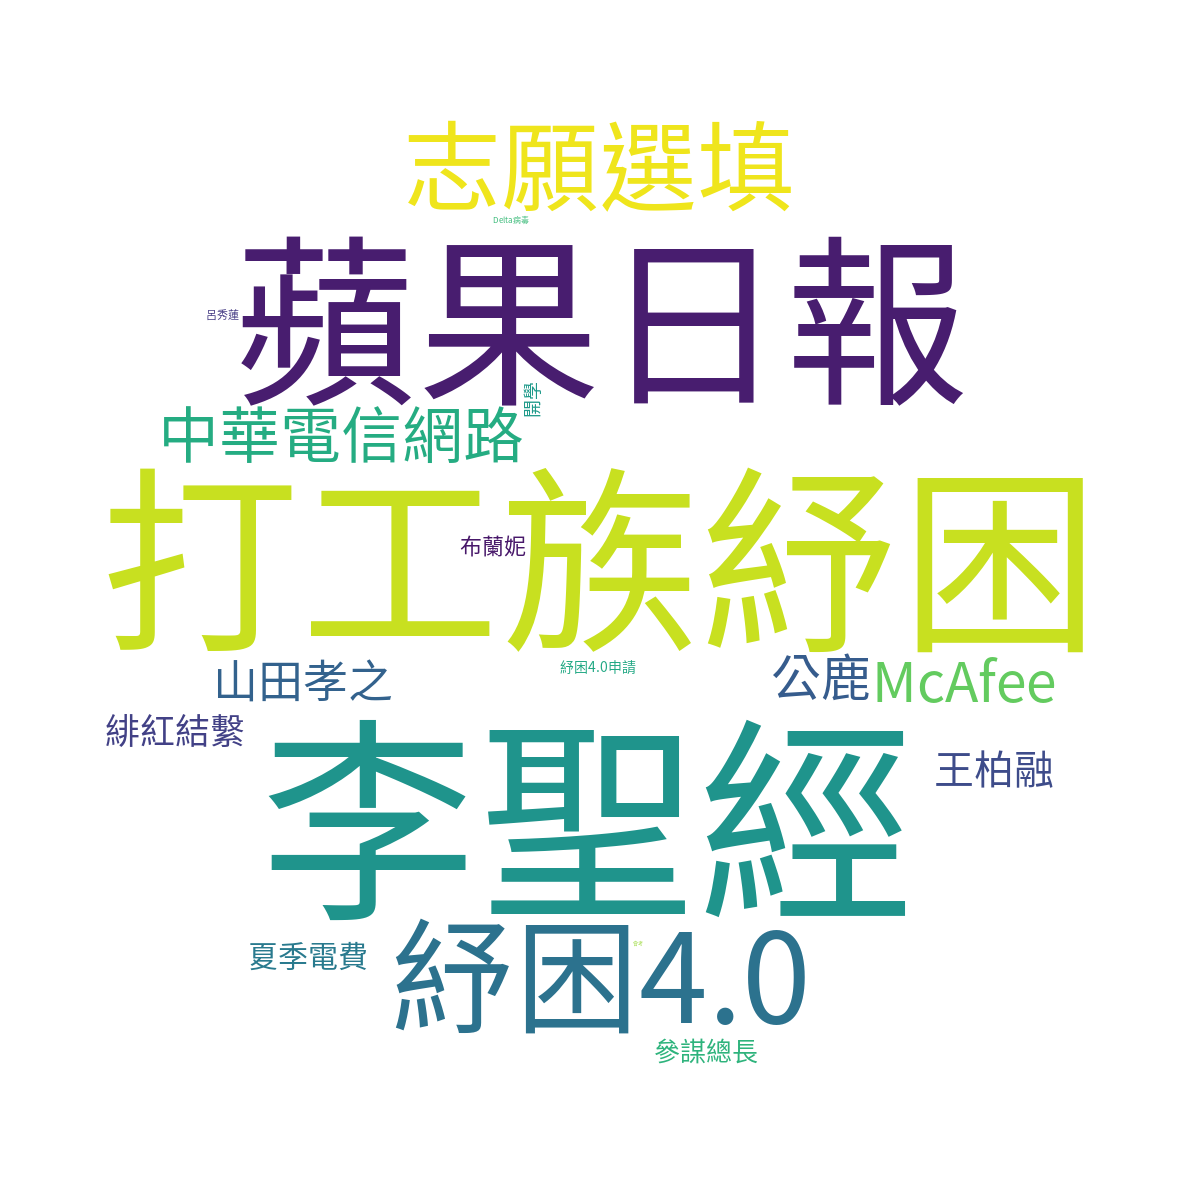 志願選填
Delta病毒
蘋果日報
呂秀蓮
開學
中華電信網路
打工族紓困
布蘭妮
紓困4.0申請
山田孝之
公鹿
McAfee
緋紅結繫
李聖經
王柏融
紓困4.0
夏季電費
參謀總長